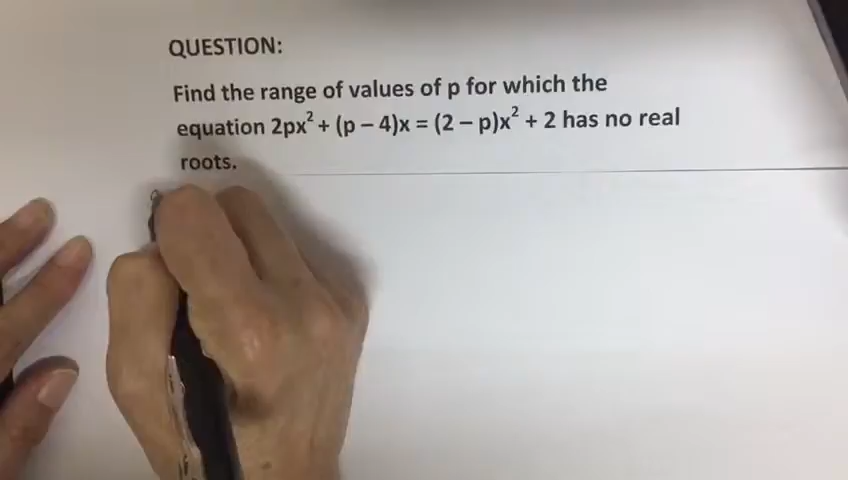 QUESTION:
Find the range of values of p for which the
equation 2px² + (p – 4)x = (2 – p)x² + 2 has no real
roots.